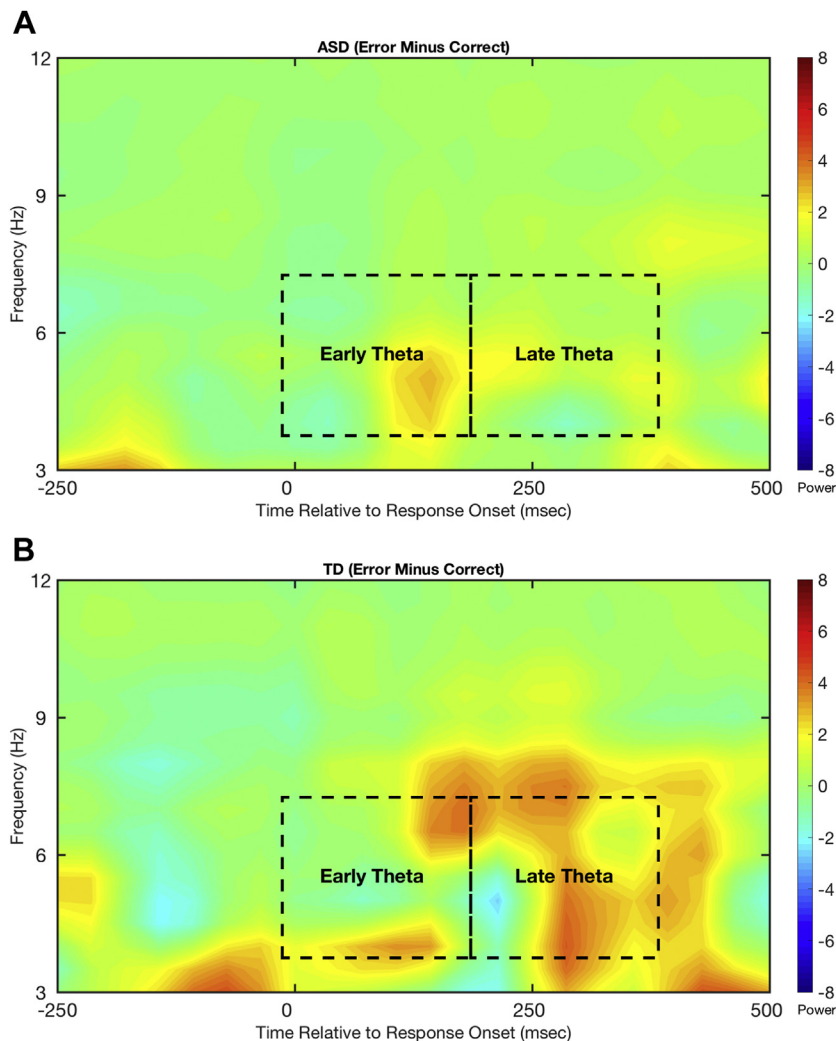 A
ASD (Error Minus Correct)
12
9
6
3
Frequency (Hz)
Early Theta
Late Theta
-250
0
250
500
Time Relative to Response Onset (msec)
8
6
4
2
0
-2
-4
-6
-8
Power
B
TD (Error Minus Correct)
12
9
6
3
Frequency (Hz)
Early Theta
Late Theta
-250
0
250
500
Time Relative to Response Onset (msec)
8
6
4
2
0
-2
-4
-6
-8
Power